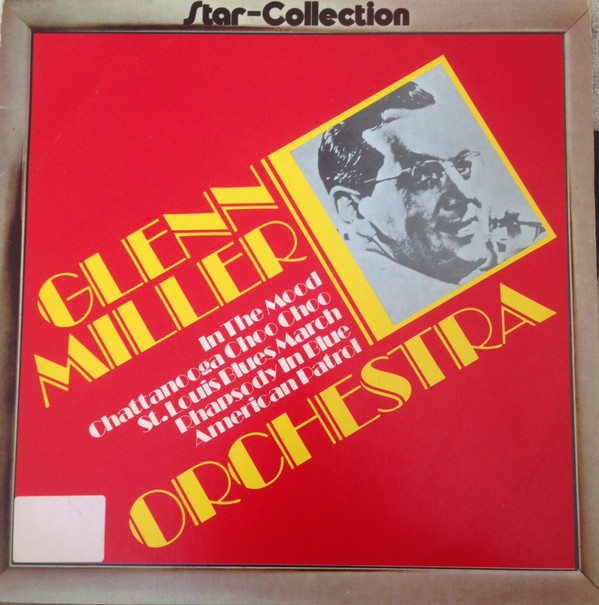 Star-Collection
GLENN
MILLER
In The Mood
Chattanooga Choo Choo
St. Louis Blues March
Rhapsody In Blue
American Patrol
ORCHESTRA